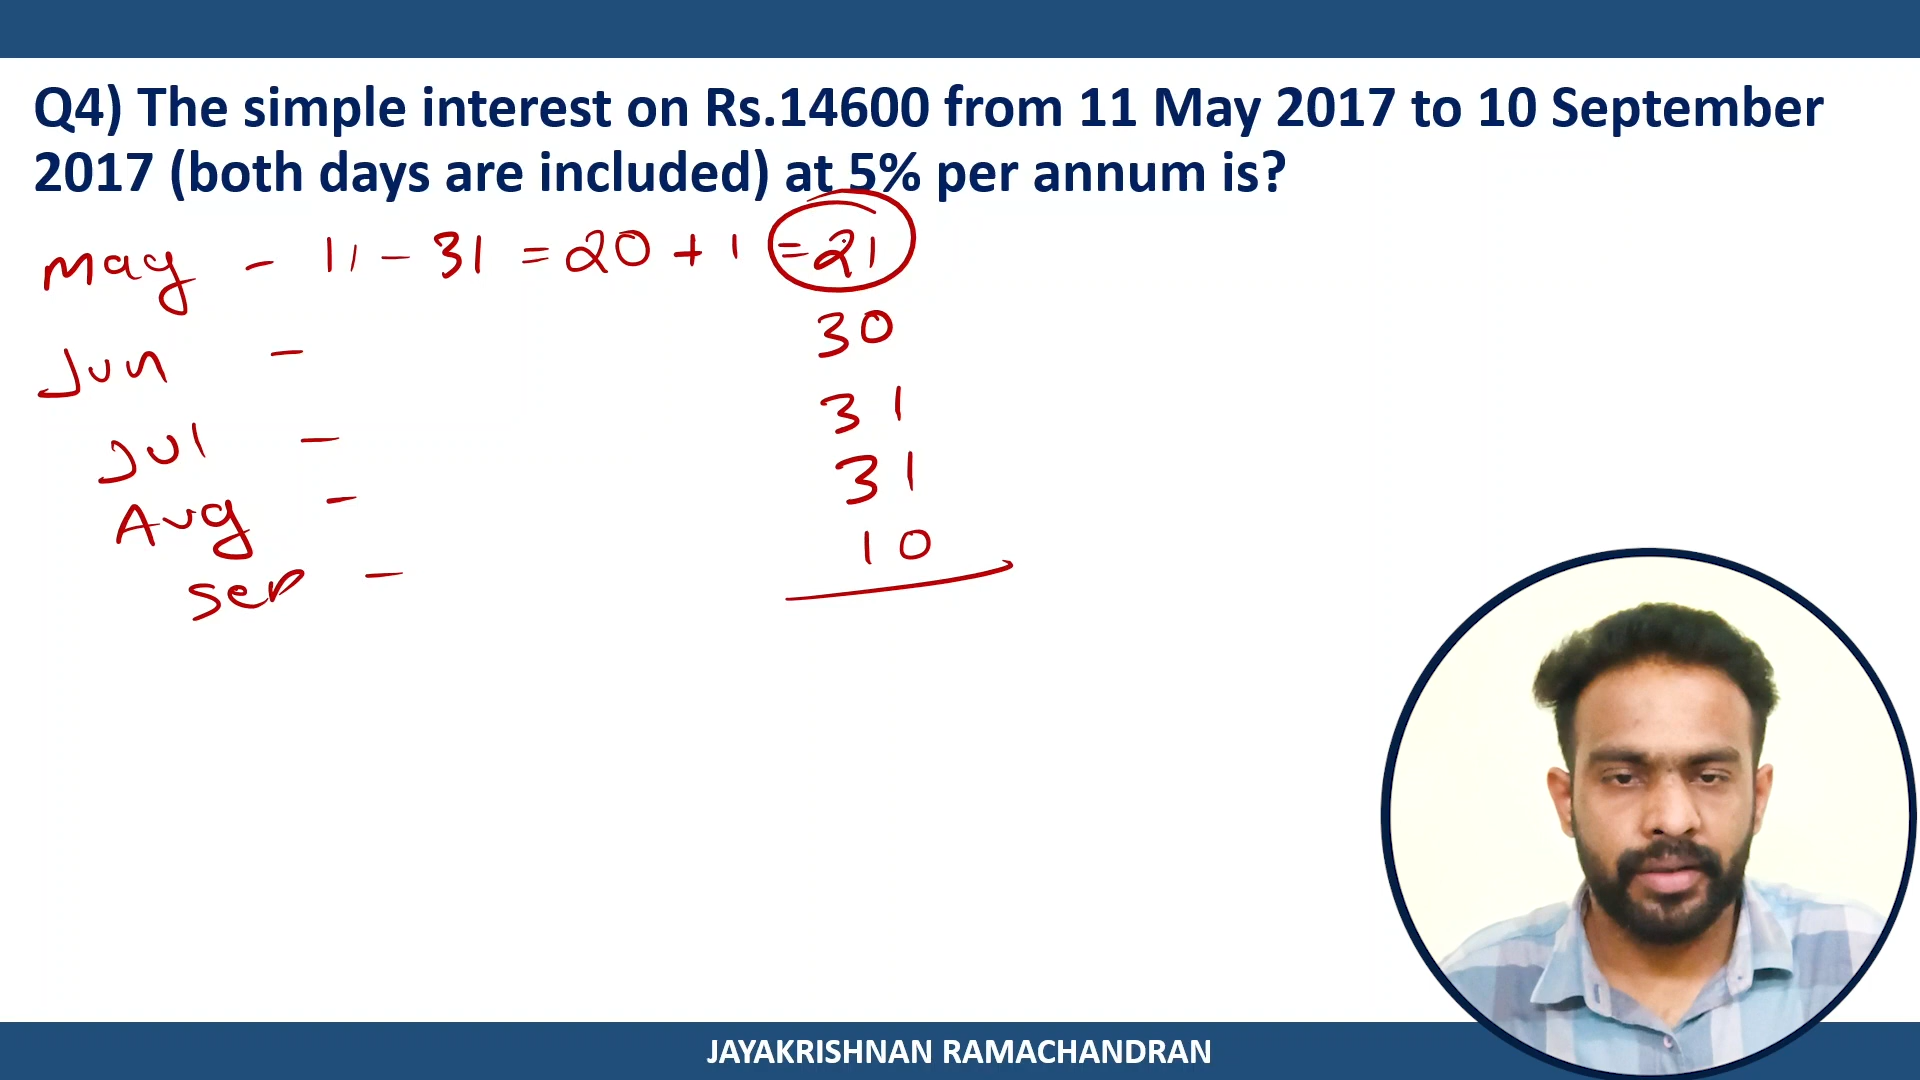 Q4) The simple interest on Rs.14600 from 11 May 2017 to 10 September
2017 (both days are included) at 5% per annum is?
May - 11 - 31 = 20 + 1 = 21
Jun - 30
Jul - 31
Aug - 31
Sep - 10
JAYAKRISHNAN RAMACHANDRAN